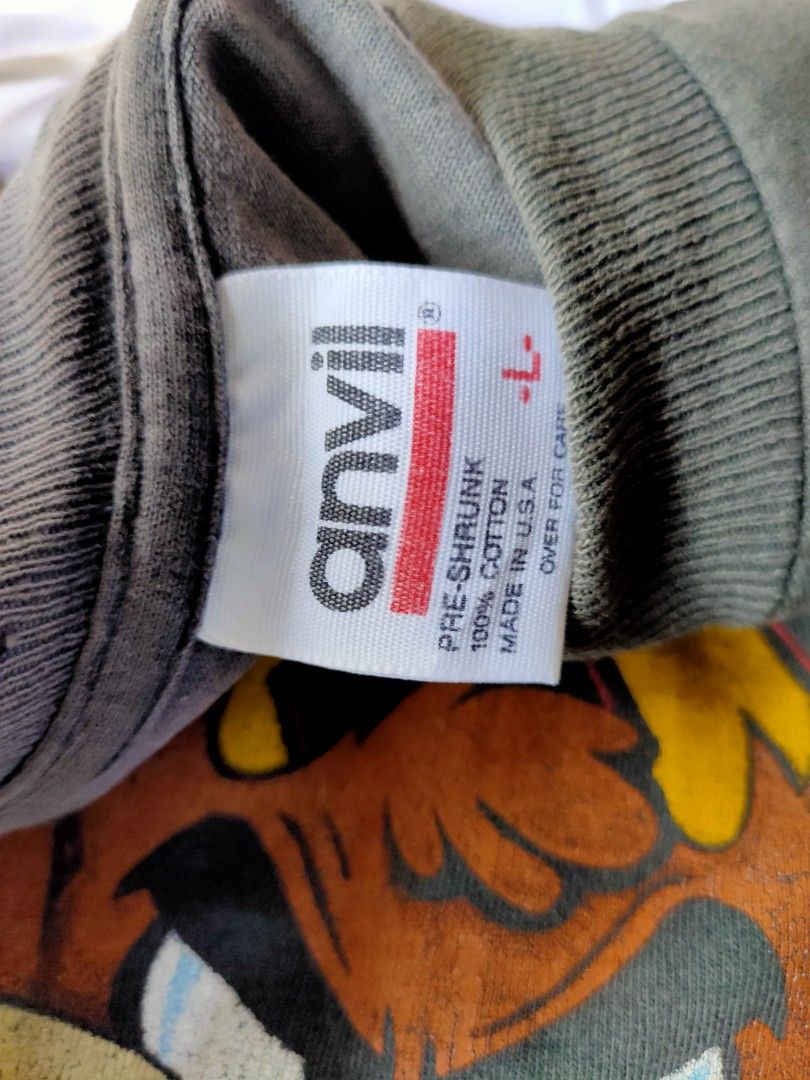 anvil®
PRE-SHRUNK
100% COTTON
MADE IN U.S.A
-L-
OVER FOR CARE